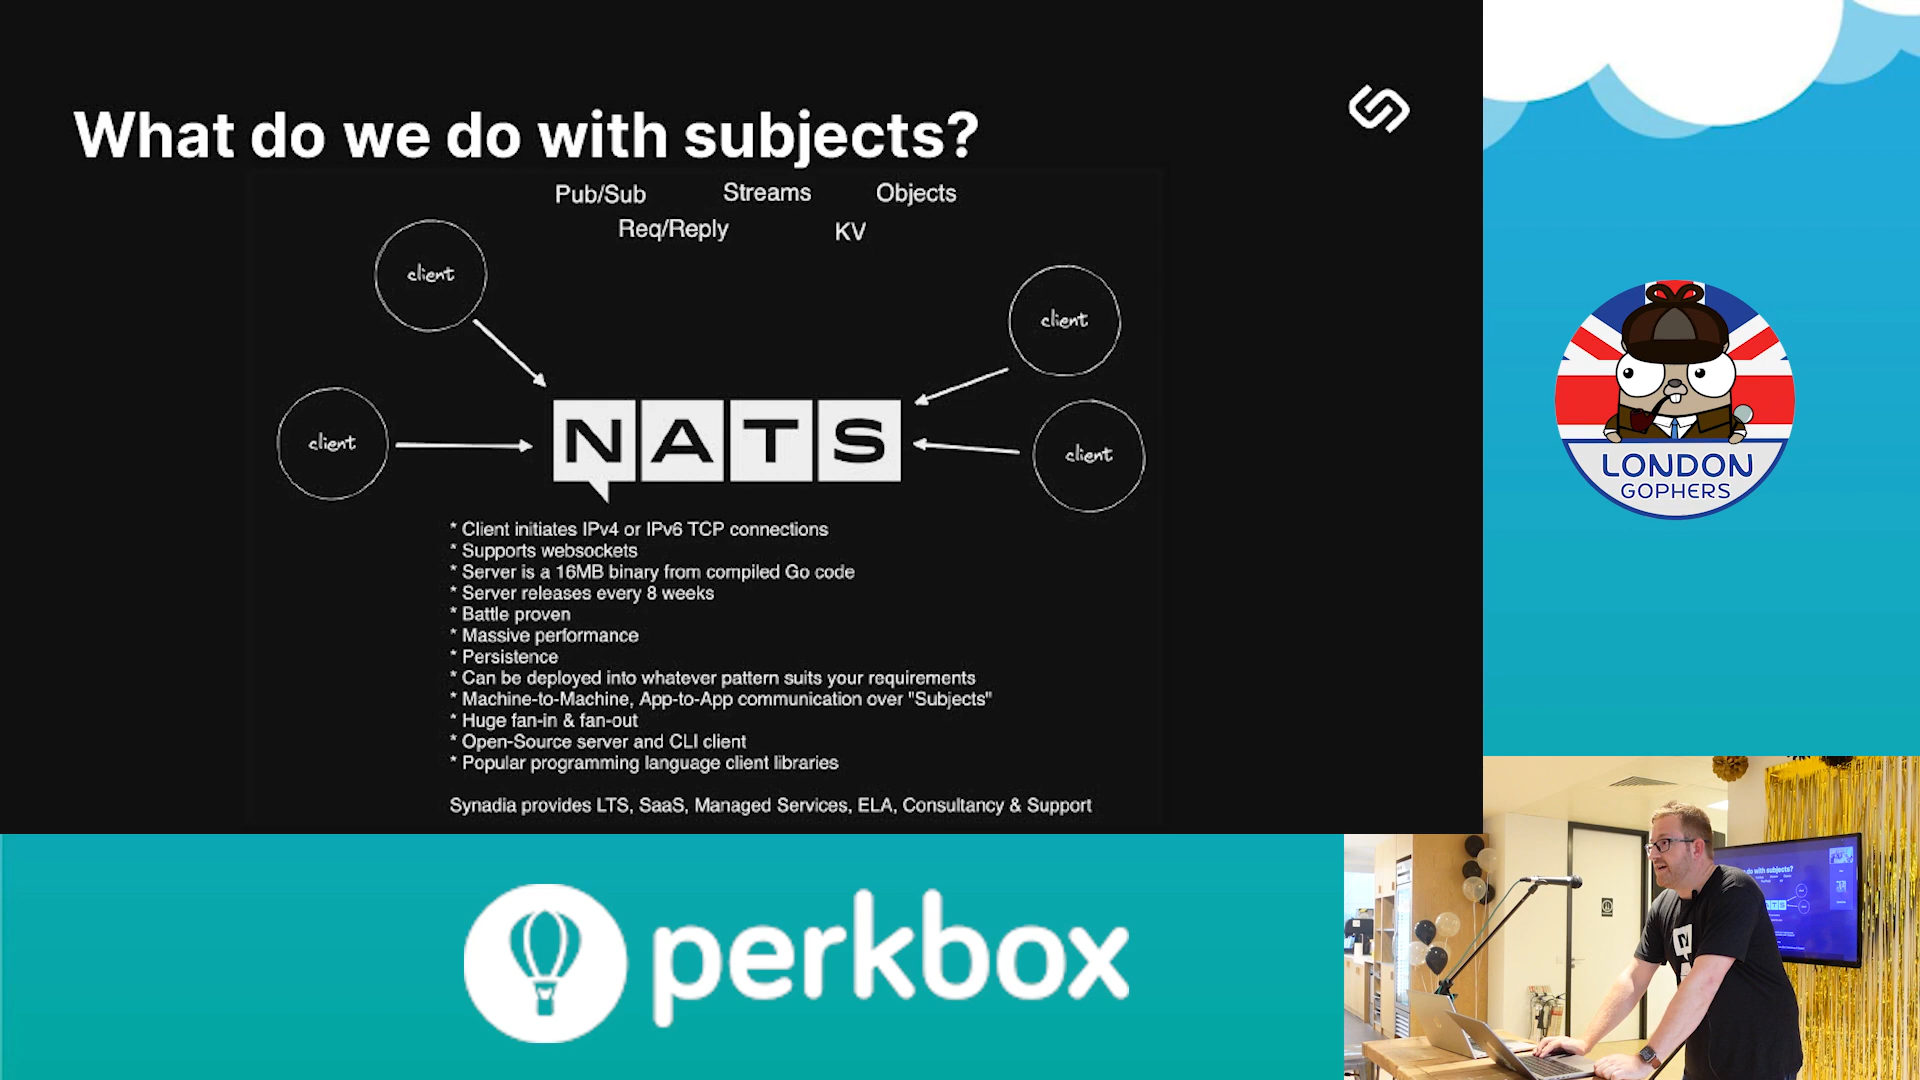 What do we do with subjects?
Pub/Sub
Streams
Objects
Req/Reply
KV
client
client
client
client
NATS
* Client initiates IPv4 or IPv6 TCP connections
* Supports websockets
* Server is a 16MB binary from compiled Go code
* Server releases every 8 weeks
* Battle proven
* Massive performance
* Persistence
* Can be deployed into whatever pattern suits your requirements
* Machine-to-Machine, App-to-App communication over "Subjects"
* Huge fan-in & fan-out
* Open-Source server and CLI client
* Popular programming language client libraries
Synadia provides LTS, SaaS, Managed Services, ELA, Consultancy & Support
LONDON
GOPHERS
perkbox
do with subjects?